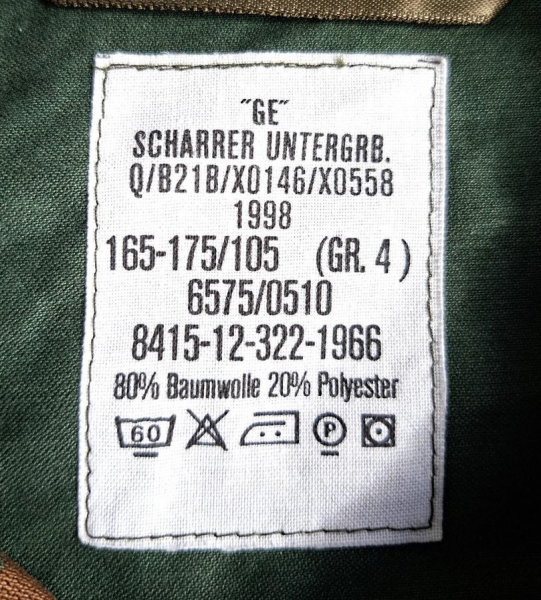 "GE"
SCHARRER UNTERGRB.
Q/B21B/X0146/X0558
1998
165-175/105 (GR. 4)
6575/0510
8415-12-322-1966
80% Baumwolle 20% Polyester
60 P